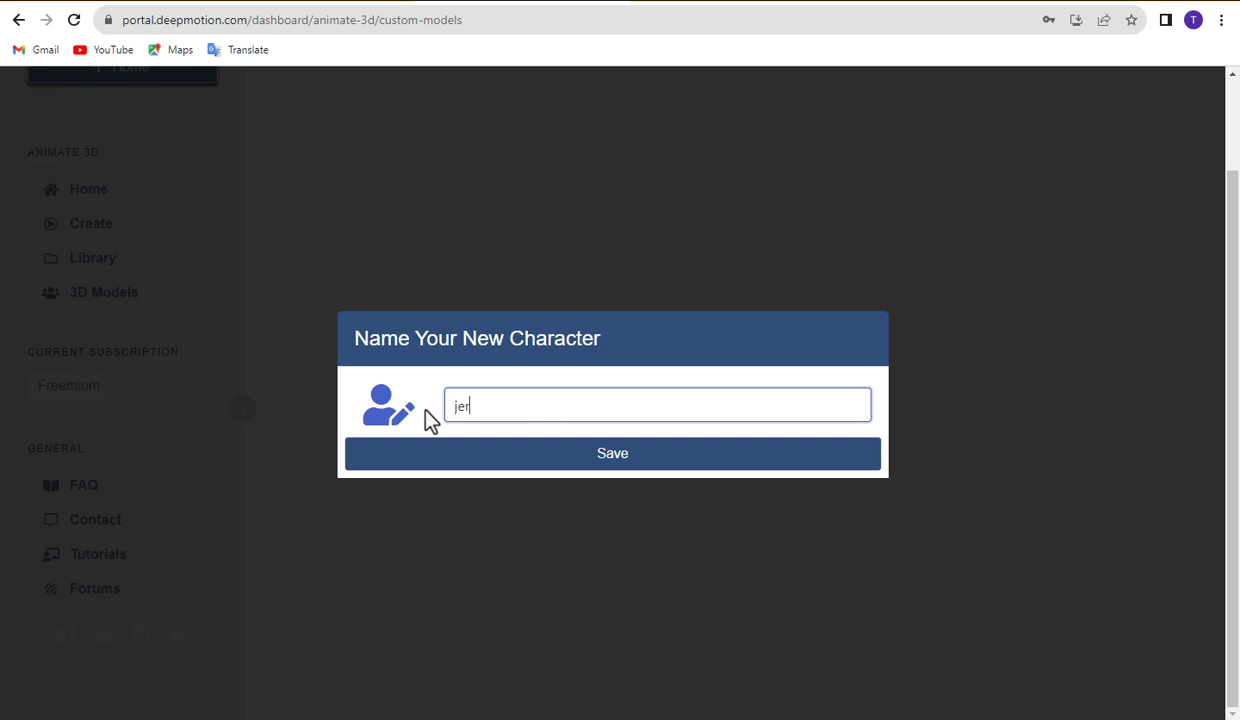 portal.deepmotion.com/dashboard/animate-3d/custom-models
T
Gmail YouTube Maps Translate
Home
ANIMATE 3D
Home
Create
Library
3D Models
CURRENT SUBSCRIPTION
Freemium
GENERAL
FAQ
Contact
Tutorials
Forums
Name Your New Character
jer
Save